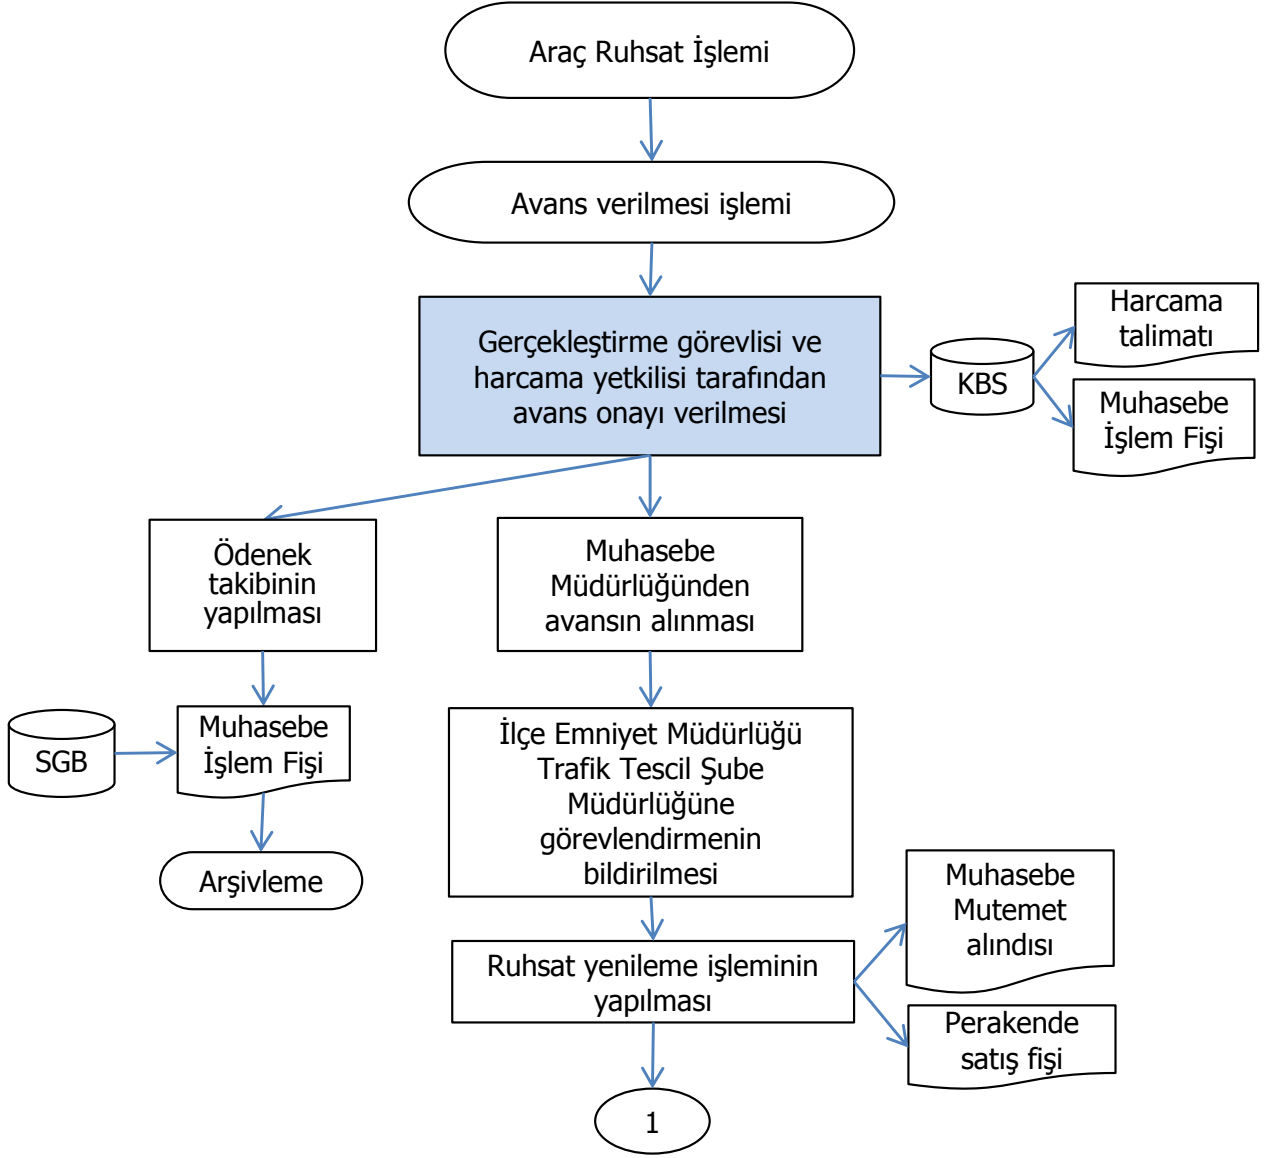 Araç Ruhsat İşlemi
Avans verilmesi işlemi
Gerçekleştirme görevlisi ve
harcama yetkilisi tarafından
avans onayı verilmesi
KBS
Harcama
talimatı
Muhasebe
İşlem Fişi
Ödenek
takibinin
yapılması
Muhasebe
Müdürlüğünden
avansın alınması
SGB
Muhasebe
İşlem Fişi
Arşivleme
İlçe Emniyet Müdürlüğü
Trafik Tescil Şube
Müdürlüğüne
görevlendirmenin
bildirilmesi
Ruhsat yenileme işleminin
yapılması
Muhasebe
Mutemet
alındısı
Perakende
satış fişi
1